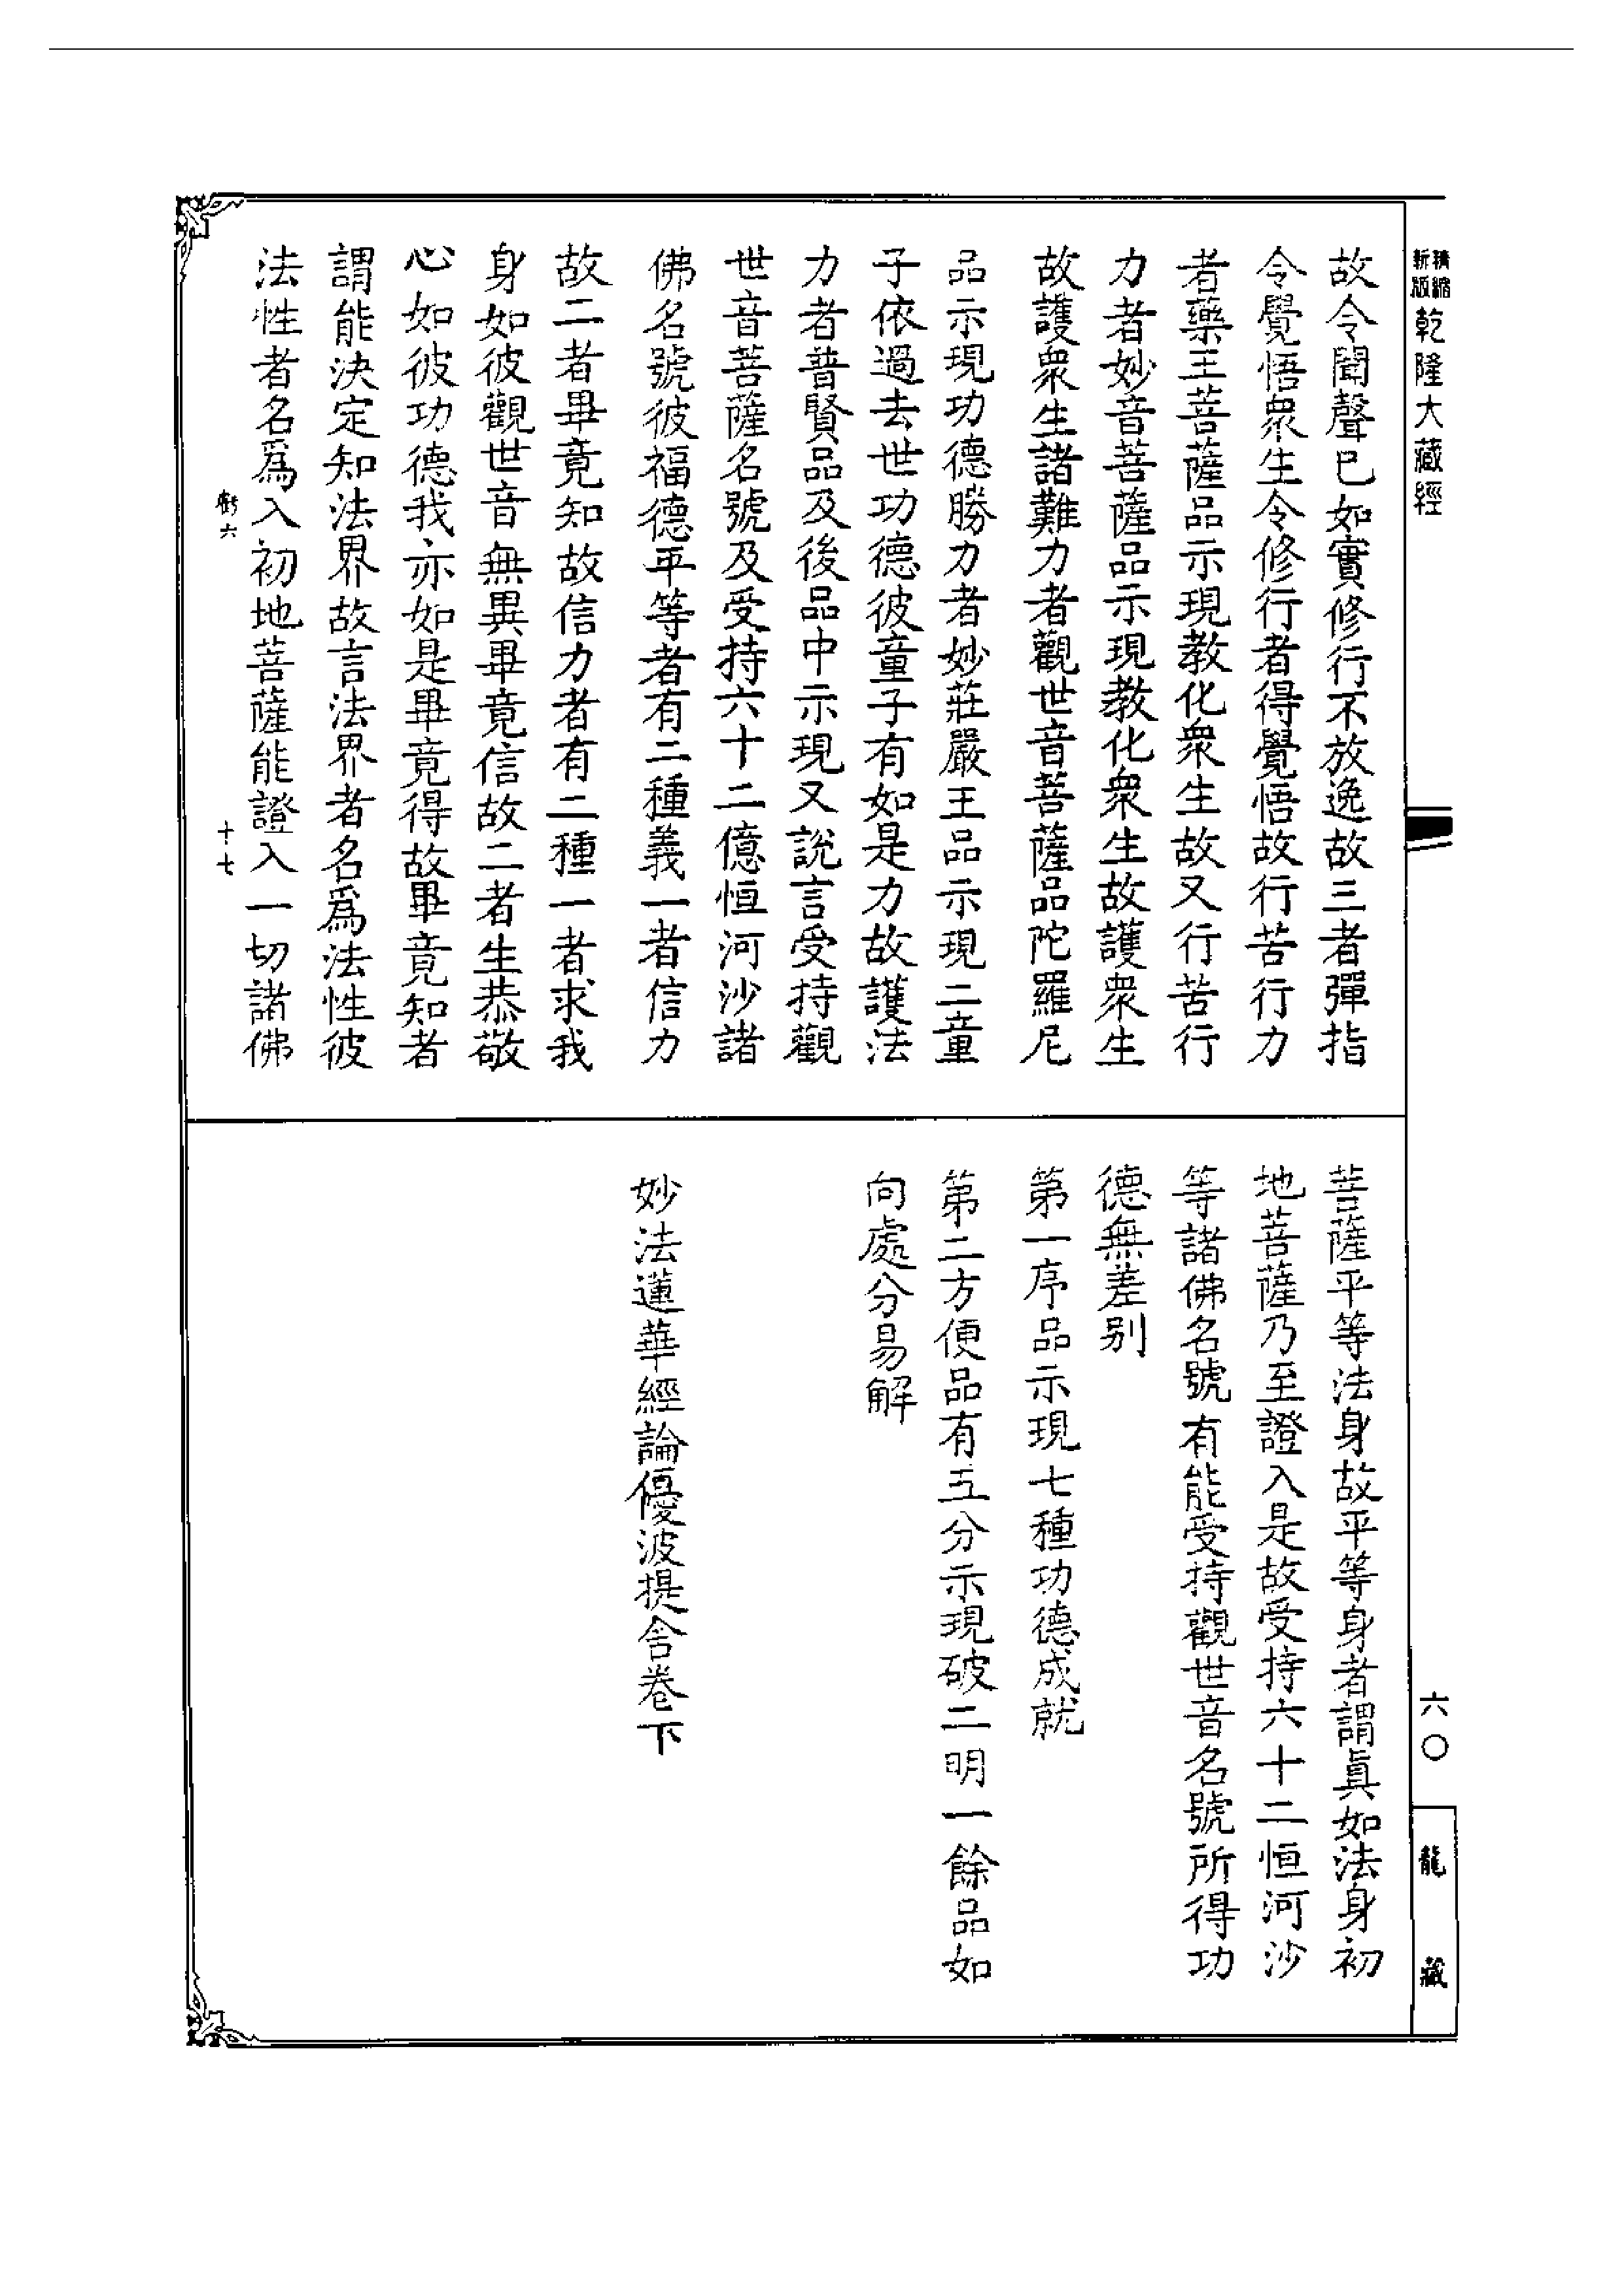 精縮
新版
乾隆大藏經
故令聞聲已如實修行不放逸故三者彈指
令覺悟衆生令修行者得覺悟故行苦行力
者藥王菩薩品示現教化衆生故又行苦行
力者妙音菩薩品示現教化衆生故護衆生
故護衆生諸難力者觀世音菩薩品陀羅尼
品示現功德勝力者妙莊嚴王品示現二童
子依過去世功德彼童子有如是力故護法
力者普賢品及後品中示現又說言受持觀
世音菩薩名號及受持六十二億恒河沙諸
佛名號彼福德平等者有二種義一者信力
故二者畢竟知故信力者有二種一者求我
身如彼觀世音無異畢竟信故二者生恭敬
心如彼功德我亦如是畢竟得故畢竟知者
謂能決定知法界故言法界者名爲法性彼
法性者名爲入初地菩薩能證入一切諸佛
虧六
十七
菩薩平等法身故平等身者謂眞如法身初
地菩薩乃至證入是故受持六十二恒河沙
等諸佛名號有能受持觀世音名號所得功
德無差別
第一序品示現七種功德成就
第二方便品有五分示現破二明一餘品如
向處分易解
妙法蓮華經論優波提舍卷下
六〇
龍藏